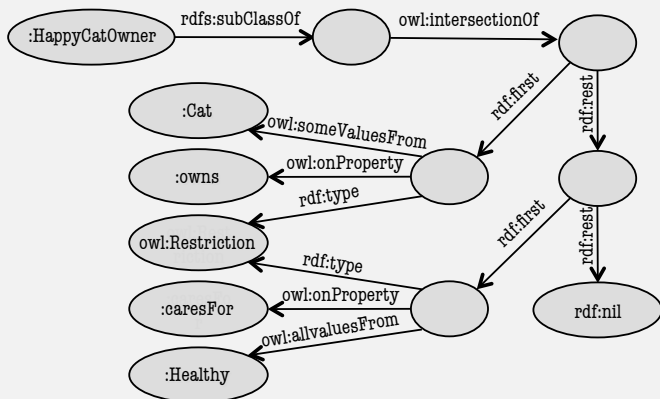 :HappyCatOwner
rdfs:subClassOf
owl:intersectionOf
rdf:first
rdf:rest
:Cat
owl:someValuesFrom
owl:onProperty
:owns
rdf:type
owl:Restriction
rdf:first
rdf:rest
rdf:type
owl:onProperty
:caresFor
owl:allvaluesFrom
rdf:nil
:Healthy